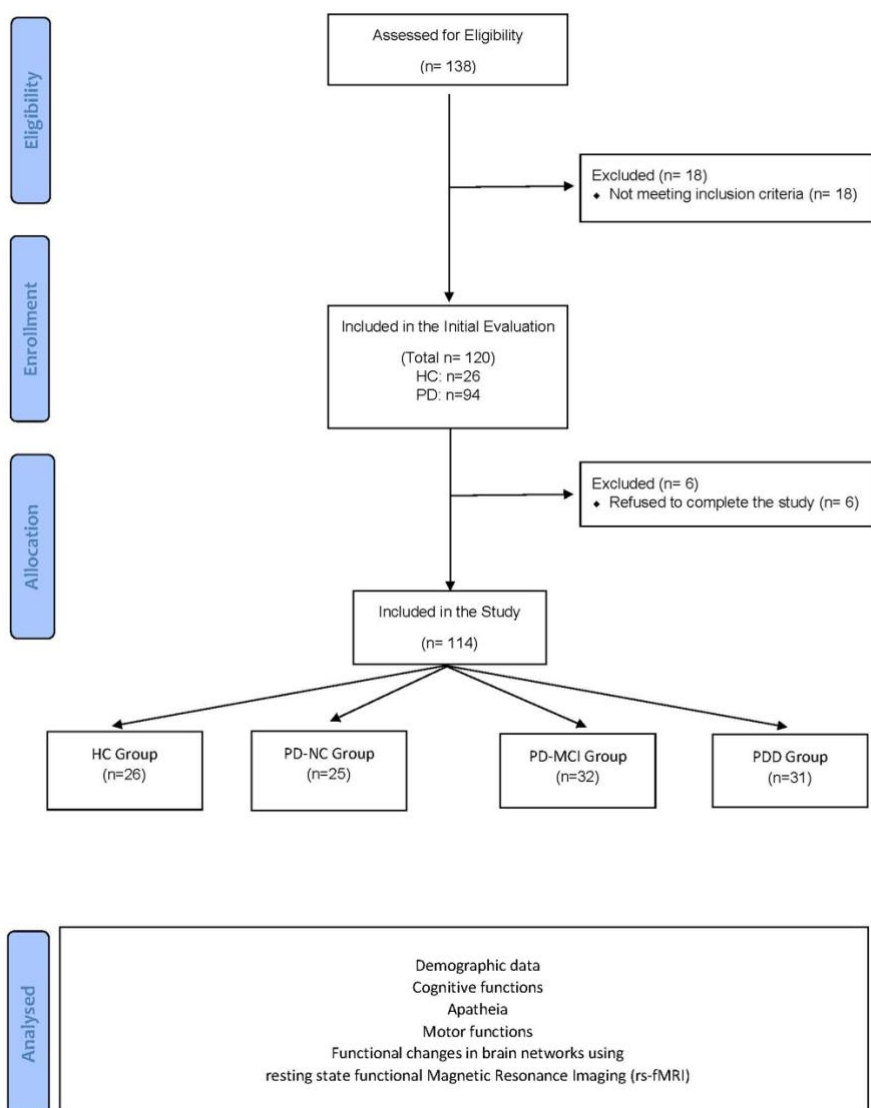 Eligibility
Assessed for Eligibility
(n= 138)
Excluded (n= 18)
⬥ Not meeting inclusion criteria (n= 18)
Enrollment
Included in the Initial Evaluation
(Total n= 120)
HC: n=26
PD: n=94
Allocation
Excluded (n= 6)
⬥ Refused to complete the study (n= 6)
Included in the Study
(n= 114)
HC Group
(n=26)
PD-NC Group
(n=25)
PD-MCI Group
(n=32)
PDD Group
(n=31)
Analysed
Demographic data
Cognitive functions
Apatheia
Motor functions
Functional changes in brain networks using
resting state functional Magnetic Resonance Imaging (rs-fMRI)